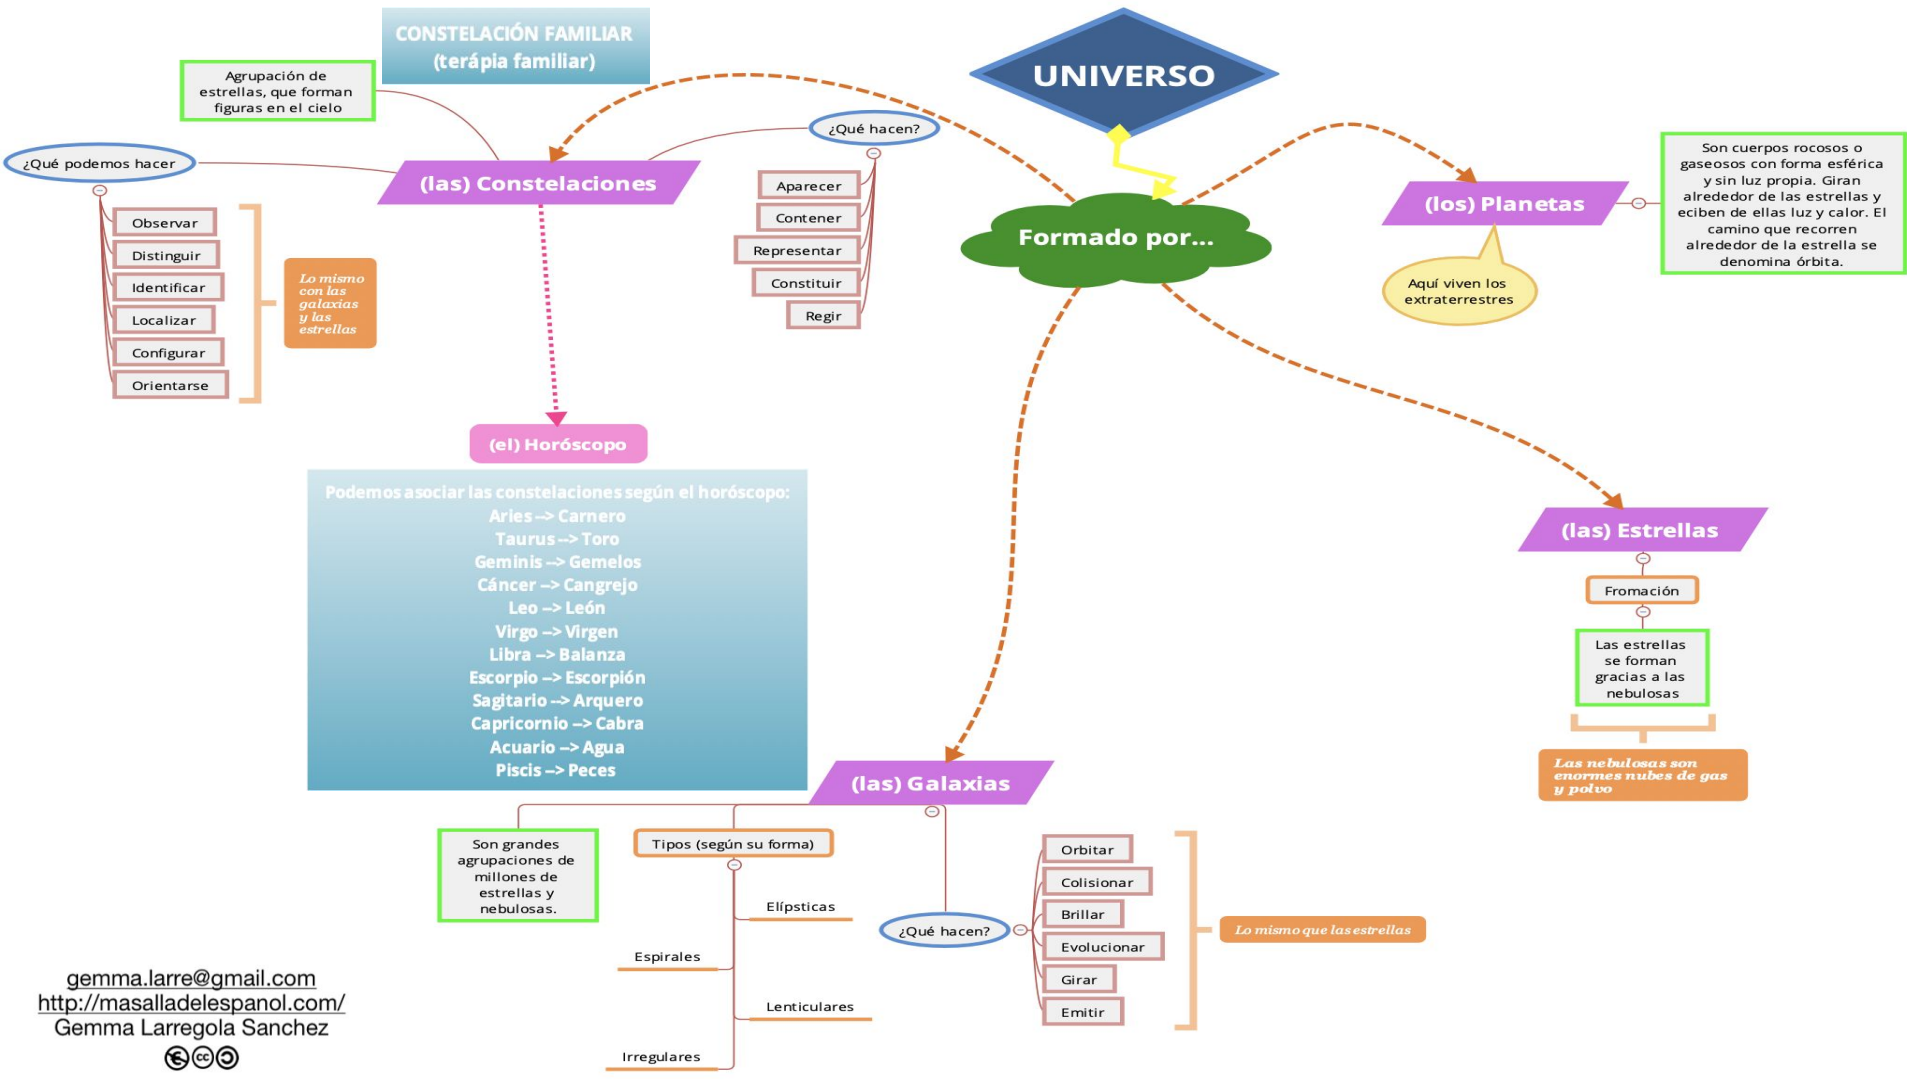 CONSTELACIÓN FAMILIAR
(terápia familiar)
UNIVERSO
Agrupación de
estrellas, que forman
figuras en el cielo
¿Qué podemos hacer
(las) Constelaciones
¿Qué hacen?
Aparecer
Contener
Representar
Constituir
Regir
Observar
Distinguir
Identificar
Localizar
Configurar
Orientarse
Lo mismo
con las
galaxias
y las
estrellas
Formado por...
(los) Planetas
Son cuerpos rocosos o
gaseosos con forma esférica
y sin luz propia. Giran
alrededor de las estrellas y
eciben de ellas luz y calor. El
camino que recorren
alrededor de la estrella se
denomina órbita.
Aquí viven los
extraterrestres
(el) Horóscopo
Podemos asociar las constelaciones según el horóscopo:
Aries --> Carnero
Taurus --> Toro
Geminis --> Gemelos
Cáncer --> Cangrejo
Leo --> León
Virgo --> Virgen
Libra --> Balanza
Escorpio --> Escorpión
Sagitario --> Arquero
Capricornio --> Cabra
Acuario --> Agua
Piscis --> Peces
(las) Estrellas
Fromación
Las estrellas
se forman
gracias a las
nebulosas
Las nebulosas son
enormes nubes de gas
y polvo
(las) Galaxias
Son grandes
agrupaciones de
millones de
estrellas y
nebulosas.
Tipos (según su forma)
Elípsticas
Espirales
Lenticulares
Irregulares
¿Qué hacen?
Orbitar
Colisionar
Brillar
Evolucionar
Girar
Emitir
Lo mismo que las estrellas
gemma.larre@gmail.com
http://masalladelespanol.com/
Gemma Larregola Sanchez
cc